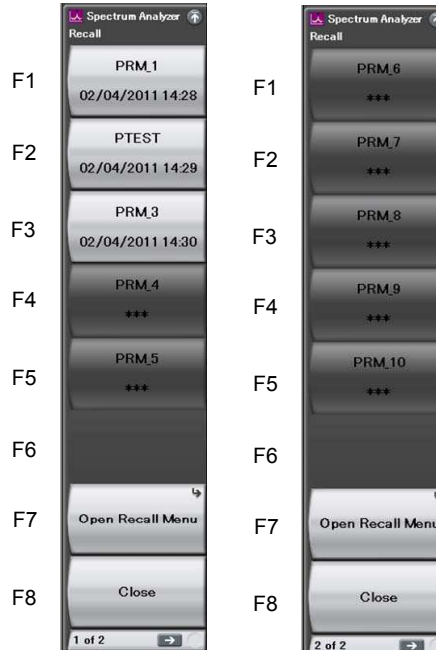 Spectrum Analyzer
Recall
F1
PRM_1
02/04/2011 14:28
F2
PTEST
02/04/2011 14:29
F3
PRM_3
02/04/2011 14:30
F4
PRM_4
***
F5
PRM_5
***
F6
F7
Open Recall Menu
F8
Close
1 of 2
Spectrum Analyzer
Recall
F1
PRM_6
***
F2
PRM_7
***
F3
PRM_8
***
F4
PRM_9
***
F5
PRM_10
***
F6
F7
Open Recall Menu
F8
Close
2 of 2